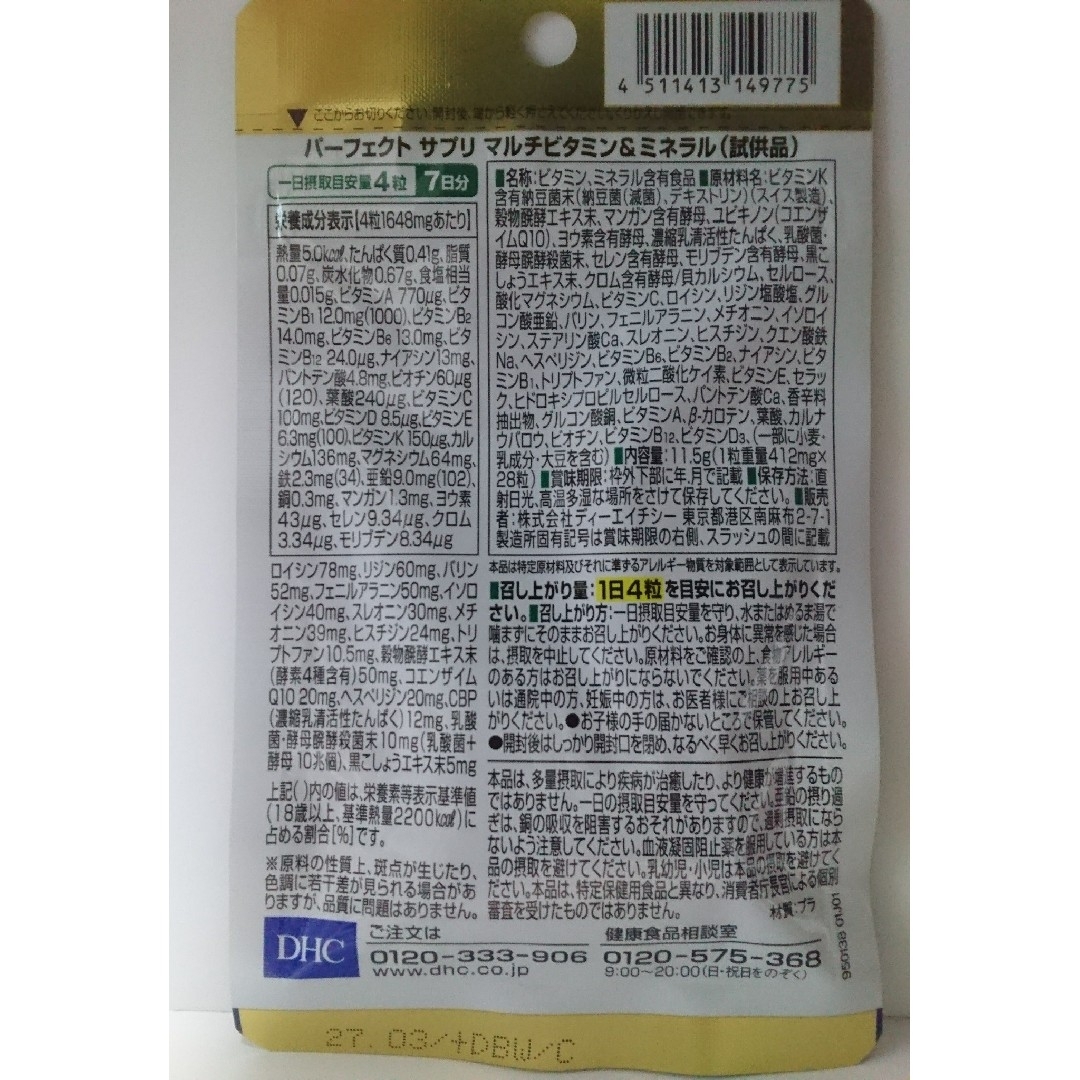 4 511413 149775
ここからお切りください。開封後、端から軽く押さえてください。くりかえし開閉できます。
パーフェクト サプリ マルチビタミン&ミネラル(試供品)
一日摂取目安量4粒 7日分
栄養成分表示[4粒1648mgあたり]
熱量5.0kcal、たんぱく質0.41g、脂質
0.07g、炭水化物0.67g、食塩相当
量0.015g、ビタミンA 770μg、ビタ
ミンB1 12.0mg(1000)、ビタミンB2
14.0mg、ビタミンB6 13.0mg、ビタ
ミンB12 24.0μg、ナイアシン13mg、
パントテン酸4.8mg、ビオチン60μg
(120)、葉酸240μg、ビタミンC
100mg、ビタミンD 8.5μg、ビタミンE
6.3mg(100)、ビタミンK 150μg、カル
シウム136mg、マグネシウム64mg、
鉄2.3mg(34)、亜鉛9.0mg(102)、
銅0.3mg、マンガン1.3mg、ヨウ素
43μg、セレン9.34μg、クロム
3.34μg、モリブデン8.34μg
ロイシン78mg、リジン60mg、バリン
52mg、フェニルアラニン50mg、イソロ
イシン40mg、スレオニン30mg、メチ
オニン39mg、ヒスチジン24mg、トリ
プトファン10.5mg、穀物醗酵エキス末
(酵素4種含有)50mg、コエンザイム
Q10 20mg、ヘスペリジン20mg、CBP
(濃縮乳清活性たんぱく)12mg、乳酸
菌・酵母醗酵殺菌末10mg(乳酸菌+
酵母 10兆個)、黒こしょうエキス末5mg
上記( )内の値は、栄養素等表示基準値
(18歳以上、基準熱量2200kcal)に
占める割合[%]です。
※原料の性質上、斑点が生じたり、
色調に若干差が見られる場合があ
りますが、品質に問題はありません。
■名称:ビタミン、ミネラル含有食品 ■原材料名:ビタミンK
含有納豆菌末(納豆菌(滅菌)、デキストリン)(スイス製造)、
穀物醗酵エキス末、マンガン含有酵母、ユビキノン(コエンザ
イムQ10)、ヨウ素含有酵母、濃縮乳清活性たんぱく、乳酸菌・
酵母醗酵殺菌末、セレン含有酵母、モリブデン含有酵母、黒こ
しょうエキス末、クロム含有酵母/貝カルシウム、セルロース、
酸化マグネシウム、ビタミンC、ロイシン、リジン塩酸塩、グル
コン酸亜鉛、バリン、フェニルアラニン、メチオニン、イソロイ
シン、ステアリン酸Ca、スレオニン、ヒスチジン、クエン酸鉄
Na、ヘスペリジン、ビタミンB6、ビタミンB2、ナイアシン、ビタ
ミンB1、トリプトファン、微粒二酸化ケイ素、ビタミンE、セラッ
ク、ヒドロキシプロピルセルロース、パントテン酸Ca、香辛料
抽出物、グルコン酸銅、ビタミンA、β-カロテン、葉酸、カルナ
ウバロウ、ビオチン、ビタミンB12、ビタミンD3、(一部に小麦・
乳成分・大豆を含む) ■内容量:11.5g(1粒重量412mg×
28粒) ■賞味期限:枠外下部に年、月で記載 ■保存方法:直
射日光、高温多湿な場所をさけて保存してください。■販売
者:株式会社ディーエイチシー 東京都港区南麻布2-7-1
製造所固有記号は賞味期限の右側、スラッシュの間に記載
本品は特定原材料及びそれに準ずるアレルギー物質を対象範囲として表示しています。
■召し上がり量:1日4粒を目安にお召し上がりくだ
さい。■召し上がり方:一日摂取目安量を守り、水またはぬるま湯で
噛まずにそのままお召し上がりください。お身体に異常を感じた場合
は、摂取を中止してください。原材料をご確認の上、食物アレルギー
のある方はお召し上がりにならないでください。薬を服用中ある
いは通院中の方、妊娠中の方は、お医者様にご相談の上お召し上
がりください。●お子様の手の届かないところで保管してください。
●開封後はしっかり開封口を閉め、なるべく早くお召し上がりください。
本品は、多量摂取により疾病が治癒したり、より健康が増進するもの
ではありません。一日の摂取目安量を守ってください。亜鉛の摂り過
ぎは、銅の吸収を阻害するおそれがありますので、過剰摂取になら
ないよう注意してください。血液凝固阻止薬を服用している方は本
品の摂取を避けてください。乳幼児・小児は本品の摂取を避けてく
ださい。本品は、特定保健用食品と異なり、消費者庁長官による個別
審査を受けたものではありません。
材質:プラ
950138 01J01
DHC
ご注文は
0120-333-906
www.dhc.co.jp
健康食品相談室
0120-575-368
9:00~20:00(日・祝日をのぞく)
27. 03/+DBW/C